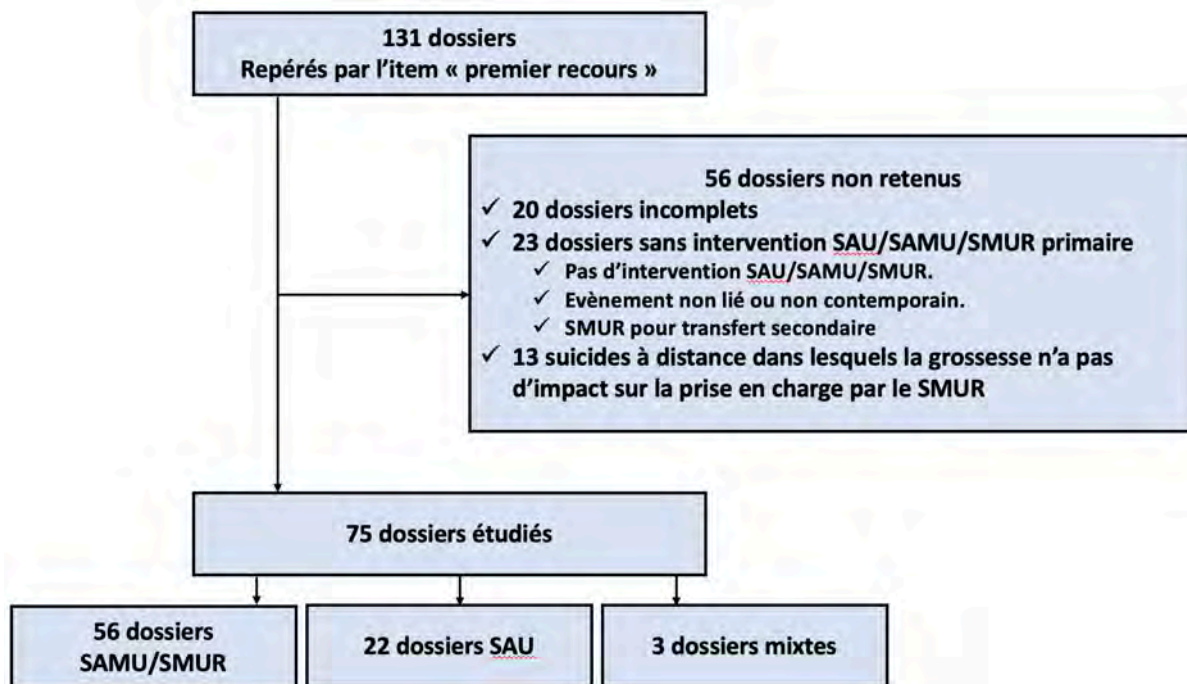 131 dossiers
Repérés par l'item « premier recours »
56 dossiers non retenus
✓ 20 dossiers incomplets
✓ 23 dossiers sans intervention SAU/SAMU/SMUR primaire
✓ Pas d'intervention SAU/SAMU/SMUR.
✓ Evènement non lié ou non contemporain.
✓ SMUR pour transfert secondaire
✓ 13 suicides à distance dans lesquels la grossesse n'a pas
d'impact sur la prise en charge par le SMUR
75 dossiers étudiés
56 dossiers
SAMU/SMUR
22 dossiers SAU
3 dossiers mixtes